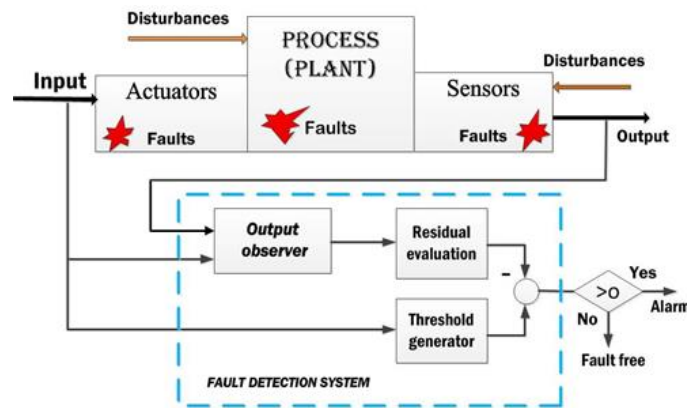 Disturbances
PROCESS
(PLANT)
Disturbances
Input
Actuators
Sensors
Faults
Faults
Faults
Output
Output
observer
Residual
evaluation
-
Yes
>0
Alarm
No
Threshold
generator
Fault free
FAULT DETECTION SYSTEM